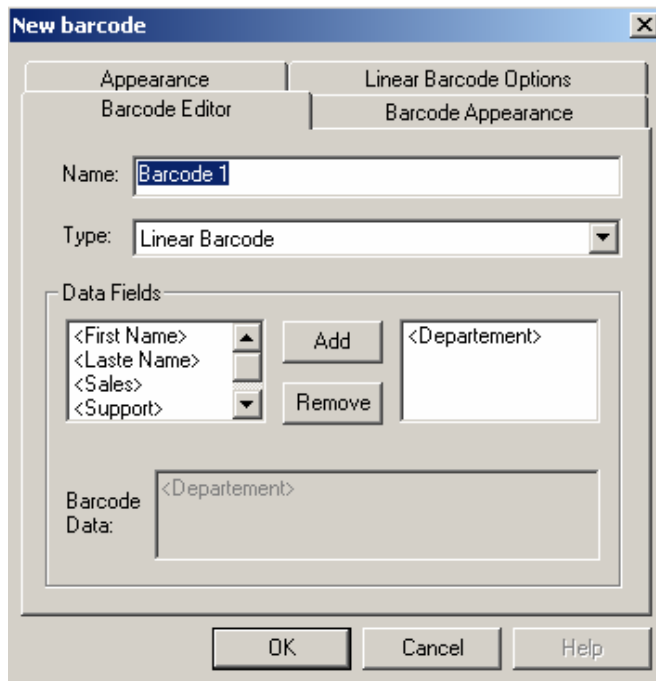 New barcode
Appearance
Linear Barcode Options
Barcode Editor
Barcode Appearance
Name:
Barcode 1
Type:
Linear Barcode
Data Fields
<First Name>
<Laste Name>
<Sales>
<Support>
Add
Remove
<Departement>
Barcode
Data:
<Departement>
OK
Cancel
Help